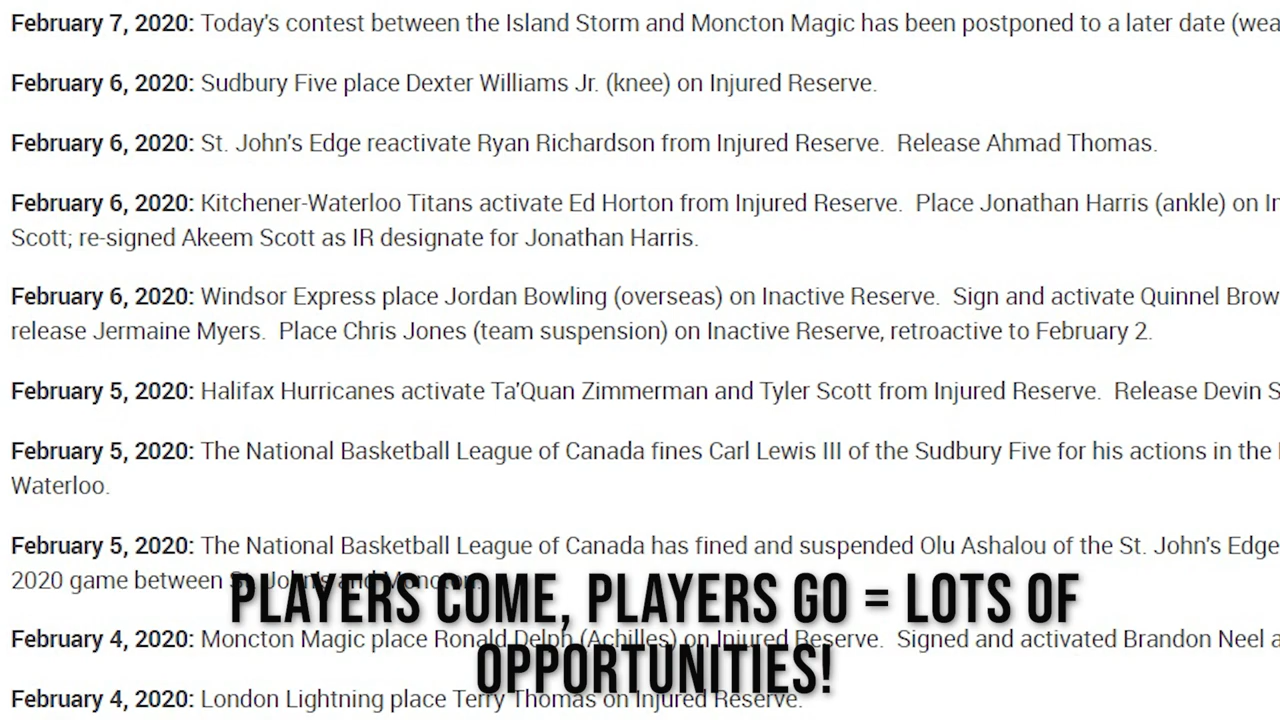 February 7, 2020: Today's contest between the Island Storm and Moncton Magic has been postponed to a later date
February 6, 2020: Sudbury Five place Dexter Williams Jr. (knee) on Injured Reserve.
February 6, 2020: St. John's Edge reactivate Ryan Richardson from Injured Reserve.  Release Ahmad Thomas.
February 6, 2020: Kitchener-Waterloo Titans activate Ed Horton from Injured Reserve.  Place Jonathan Harris (ankle) on
Scott; re-signed Akeem Scott as IR designate for Jonathan Harris.
February 6, 2020: Windsor Express place Jordan Bowling (overseas) on Inactive Reserve.  Sign and activate Quinnel
release Jermaine Myers.  Place Chris Jones (team suspension) on Inactive Reserve, retroactive to February 2.
February 5, 2020: Halifax Hurricanes activate Ta'Quan Zimmerman and Tyler Scott from Injured Reserve.  Release Devin
February 5, 2020: The National Basketball League of Canada fines Carl Lewis III of the Sudbury Five for his actions in the
Waterloo.
February 5, 2020: The National Basketball League of Canada has fined and suspended Olu Ashalou of the St. John's Edge
2020 game between St. John's and Moncton.
PLAYERS COME, PLAYERS GO = LOTS OF
February 4, 2020: Moncton Magic place Ronald Delph (Achilles) on Injured Reserve.  Signed and activated Brandon Neel
OPPORTUNITIES!
February 4, 2020: London Lightning place Terry Thomas on Injured Reserve.